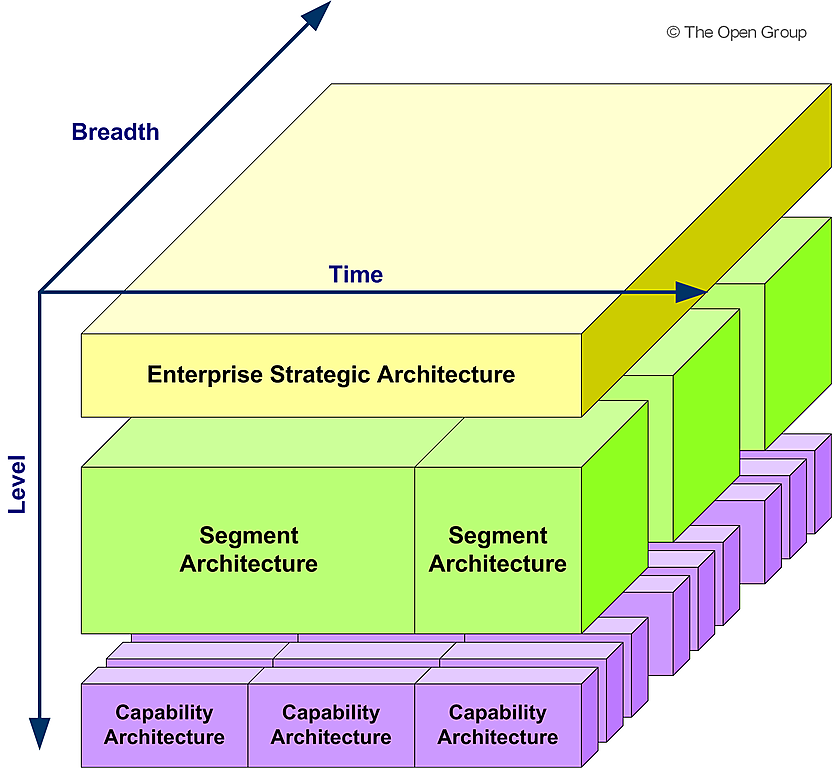 © The Open Group
Breadth
Time
Enterprise Strategic Architecture
Level
Segment
Architecture
Segment
Architecture
Capability
Architecture
Capability
Architecture
Capability
Architecture